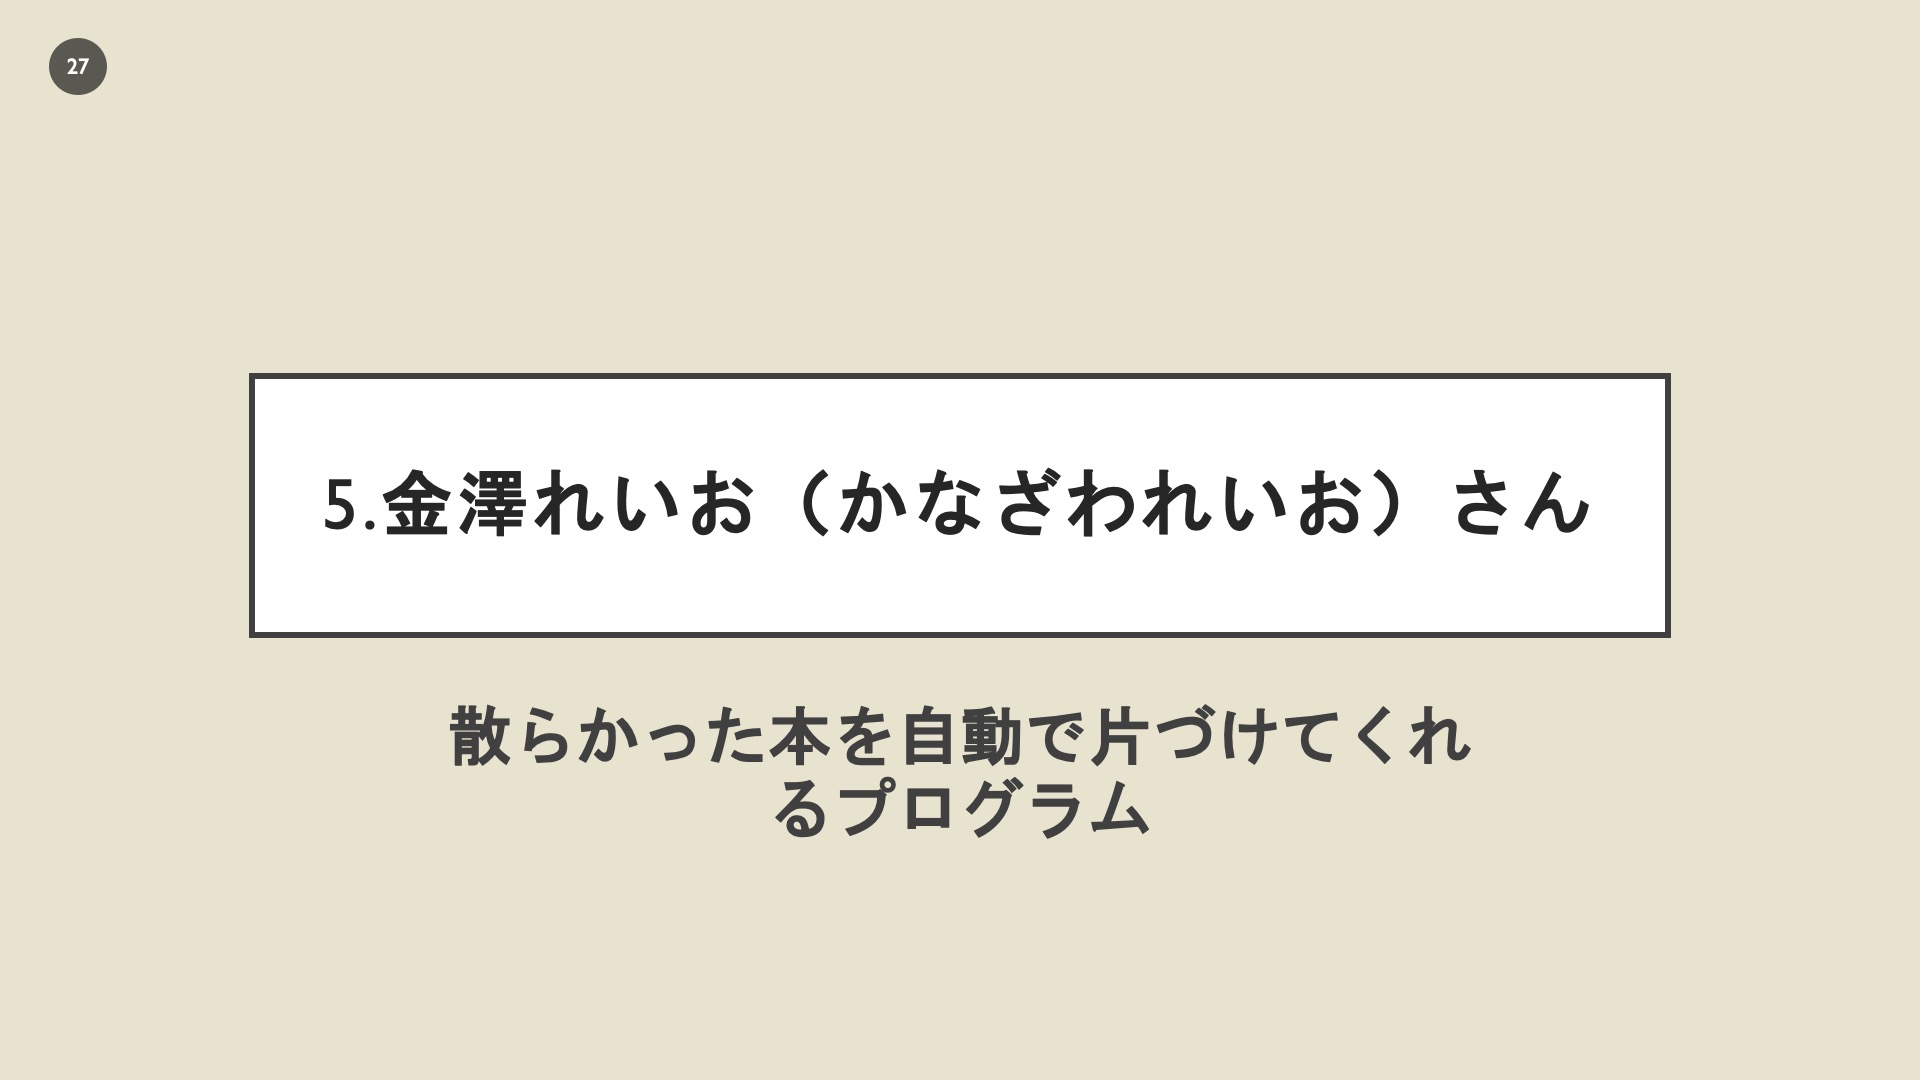 27
5.金澤れいお（かなざわれいお）さん
散らかった本を自動で片づけてくれ
るプログラム